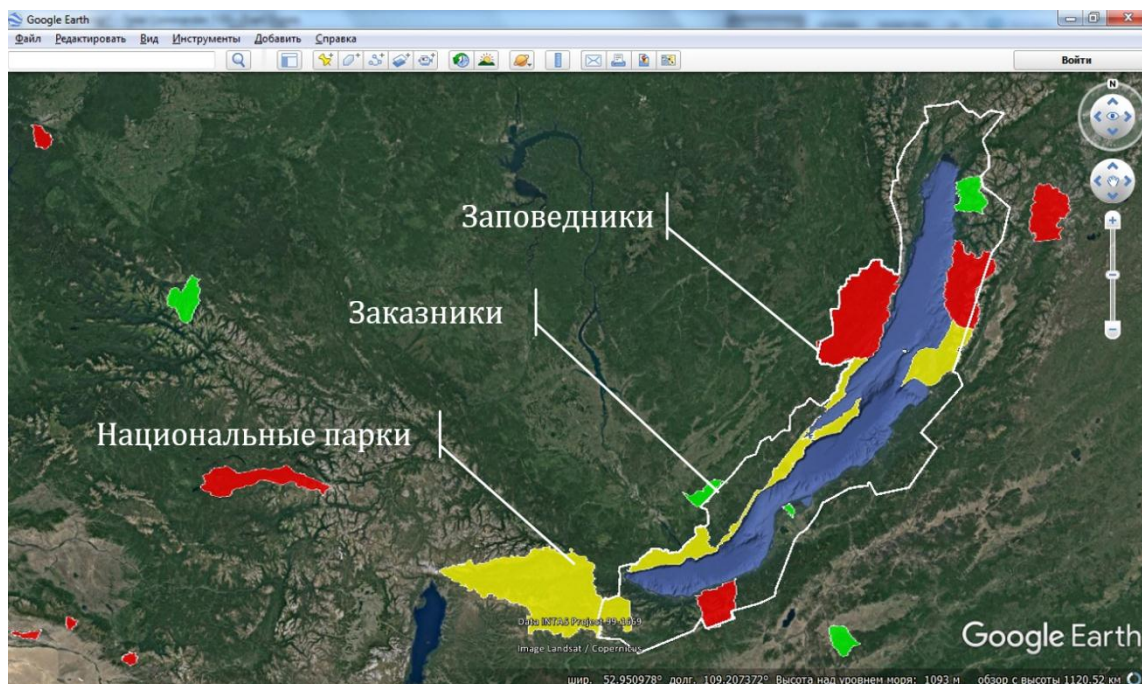 Google Earth
Файл Редактировать Вид Инструменты Добавить Справка
Войти
N
Заповедники
Заказники
Национальные парки
Data INTAS Project 99-1669
Image Landsat / Copernicus
Google Earth
шир. 52.950978° долг. 109.207372° Высота над уровнем моря: 1093 м обзор с высоты 1120.52 км